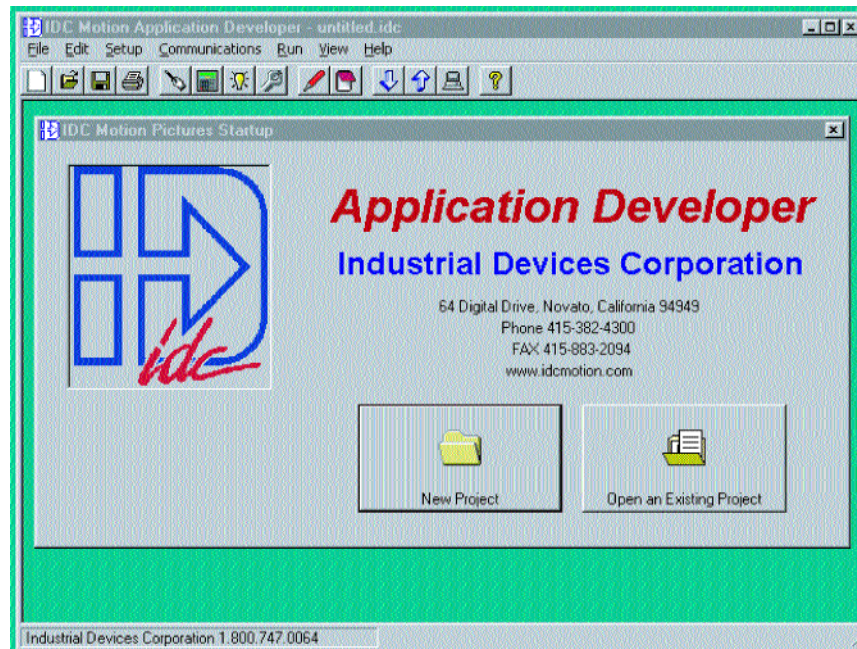 IDC Motion Application Developer - untitled.idc
File Edit Setup Communications Run View Help
IDC Motion Pictures Startup
idc
Application Developer
Industrial Devices Corporation
64 Digital Drive, Novato, California 94949
Phone 415-382-4300
FAX 415-883-2094
www.idcmotion.com
New Project
Open an Existing Project
Industrial Devices Corporation 1.800.747.0064